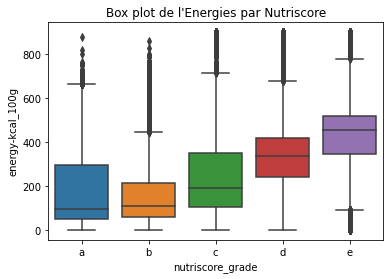 Box plot de l'Energies par Nutriscore
energy-kcal_100g
800
600
400
200
0
a b c d e
nutriscore_grade